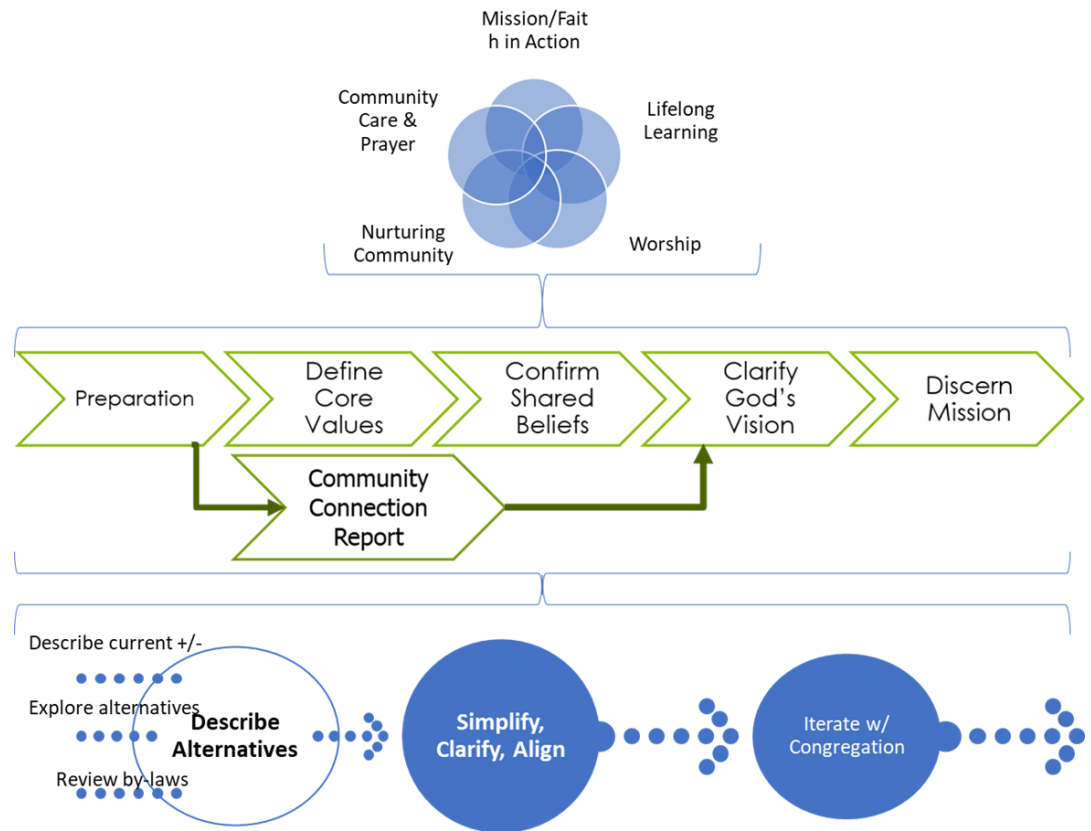 Mission/Fait
h in Action
Community
Care &
Prayer
Lifelong
Learning
Nurturing
Community
Worship
Preparation
Define
Core
Values
Confirm
Shared
Beliefs
Clarify
God's
Vision
Discern
Mission
Community
Connection
Report
Describe current +/-
Explore alternatives
Review by-laws
Describe
Alternatives
Simplify,
Clarify, Align
Iterate w/
Congregation